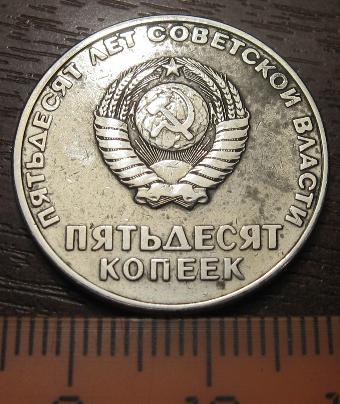 ПЯТЬДЕСЯТ ЛЕТ СОВЕТСКОЙ ВЛАСТИ
ПЯТЬДЕСЯТ
КОПЕЕК